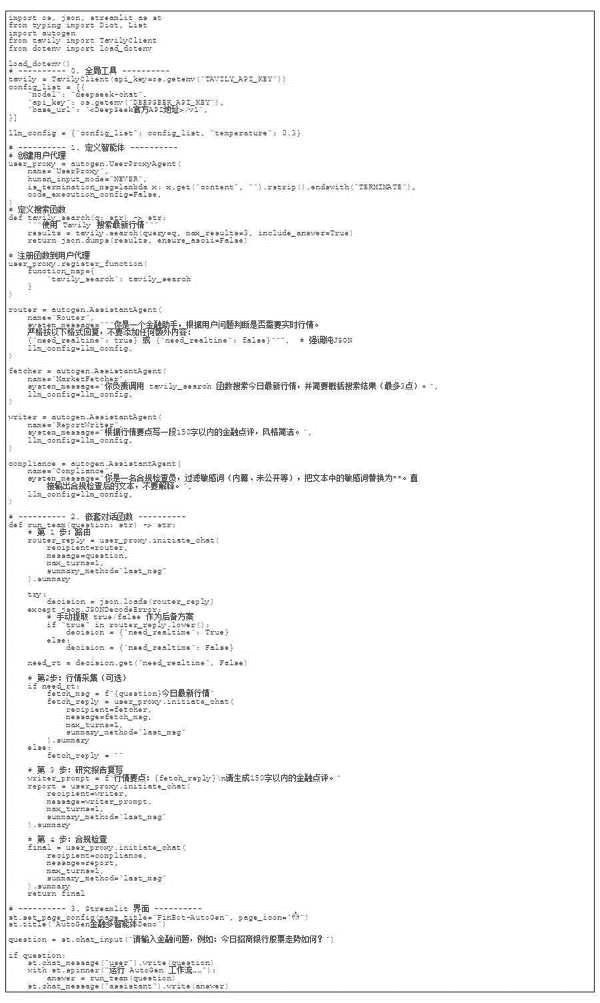 import os, json, streamlit as st
from typing import Dict, List
import autogen
from tavily import TavilyClient
from dotenv import load_dotenv

load_dotenv()
# ---------- 0. 全局工具 ----------
tavily = TavilyClient(api_key=os.getenv("TAVILY_API_KEY"))
config_list = [{
    "model": "deepseek-chat",
    "api_key": os.getenv("DEEPSEEK_API_KEY"),
    "base_url": "<DeepSeek官方API地址>/v1",
}]

llm_config = {"config_list": config_list, "temperature": 0.3}

# ---------- 1. 定义智能体 ----------
# 创建用户代理
user_proxy = autogen.UserProxyAgent(
    name="UserProxy",
    human_input_mode="NEVER",
    is_termination_msg=lambda x: x.get("content", "").rstrip().endswith("TERMINATE"),
    code_execution_config=False,
)
# 定义搜索函数
def tavily_search(q: str) -> str:
    """使用 Tavily 搜索最新行情"""
    results = tavily.search(query=q, max_results=3, include_answer=True)
    return json.dumps(results, ensure_ascii=False)

# 注册函数到用户代理
user_proxy.register_function(
    function_map={
        "tavily_search": tavily_search
    }
)

router = autogen.AssistantAgent(
    name="Router",
    system_message="""你是一个金融助手，根据用户问题判断是否需要实时行情。
    严格按以下格式回复，不要添加任何额外内容：
    {"need_realtime": true} 或 {"need_realtime": false}""",  # 强调纯JSON
    llm_config=llm_config,
)

fetcher = autogen.AssistantAgent(
    name="MarketFetcher",
    system_message="你负责调用 tavily_search 函数搜索今日最新行情，并简要概括搜索结果（最多3点）。",
    llm_config=llm_config,
)

writer = autogen.AssistantAgent(
    name="ReportWriter",
    system_message="根据行情要点写一段150字以内的金融点评，风格简洁。",
    llm_config=llm_config,
)

compliance = autogen.AssistantAgent(
    name="Compliance",
    system_message="你是一名合规检查员，过滤敏感词（内幕、未公开等），把文本中的敏感词替换为**。直
        接输出合规检查后的文本，不要解释。",
    llm_config=llm_config,
)

# ---------- 2. 嵌套对话函数 ----------
def run_team(question: str) -> str:
    # 第 1 步：路由
    router_reply = user_proxy.initiate_chat(
        recipient=router,
        message=question,
        max_turns=1,
        summary_method="last_msg"
    ).summary

    try:
        decision = json.loads(router_reply)
    except json.JSONDecodeError:
        # 手动提取 true/false 作为后备方案
        if "true" in router_reply.lower():
            decision = {"need_realtime": True}
        else:
            decision = {"need_realtime": False}

    need_rt = decision.get("need_realtime", False)

    # 第2步：行情采集（可选）
    if need_rt:
        fetch_msg = f"{question}今日最新行情"
        fetch_reply = user_proxy.initiate_chat(
            recipient=fetcher,
            message=fetch_msg,
            max_turns=1,
            summary_method="last_msg"
        ).summary
    else:
        fetch_reply = ""

    # 第 3 步：研究报告复写
    writer_prompt = f"行情要点：{fetch_reply}\n请生成150字以内的金融点评。"
    report = user_proxy.initiate_chat(
        recipient=writer,
        message=writer_prompt,
        max_turns=1,
        summary_method="last_msg"
    ).summary

    # 第 4 步：合规检查
    final = user_proxy.initiate_chat(
        recipient=compliance,
        message=report,
        max_turns=1,
        summary_method="last_msg"
    ).summary
    return final

# ---------- 3. Streamlit 界面 ----------
st.set_page_config(page_title="FinBot-AutoGen", page_icon="")
st.title("AutoGen金融多智能体Demo")

question = st.chat_input("请输入金融问题，例如：今日招商银行股票走势如何？")

if question:
    st.chat_message("user").write(question)
    with st.spinner("运行 AutoGen 工作流……"):
        answer = run_team(question)
    st.chat_message("assistant").write(answer)